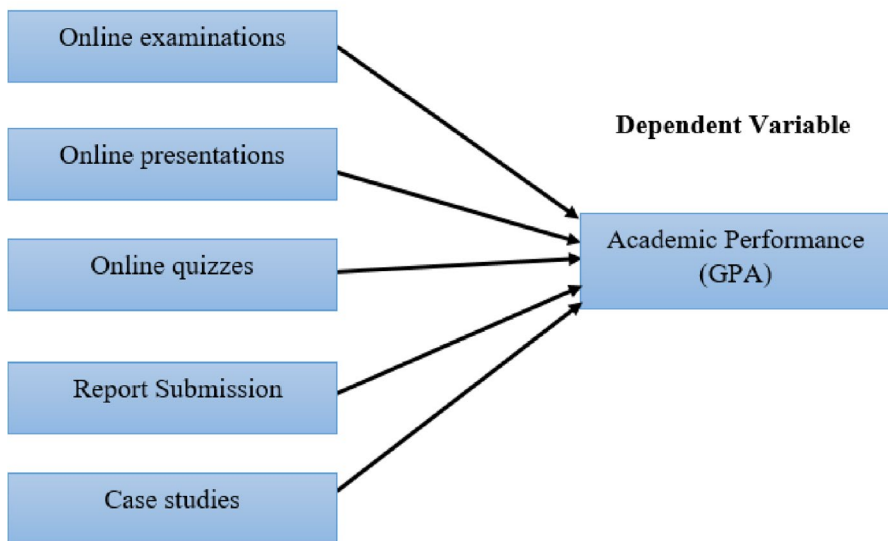 Online examinations
Online presentations
Online quizzes
Report Submission
Case studies
Dependent Variable
Academic Performance
(GPA)